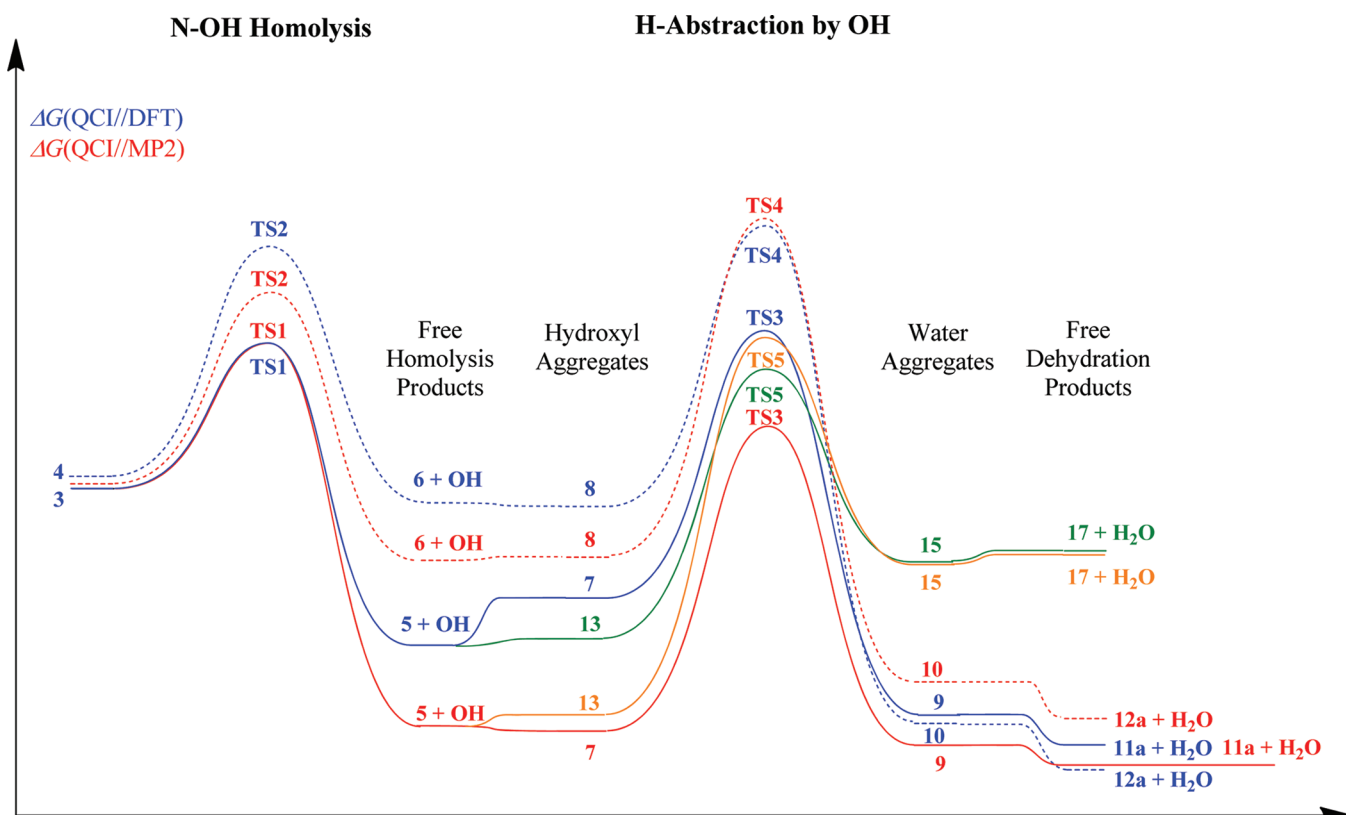 N-OH Homolysis
H-Abstraction by OH
ΔG(QCI//DFT)
ΔG(QCI//MP2)
TS2
TS2
TS1
TS1
4
3
Free
Homolysis
Products
Hydroxyl
Aggregates
6 + OH
8
6 + OH
8
7
5 + OH
13
13
5 + OH
7
TS4
TS4
TS3
TS5
TS5
TS3
Water
Aggregates
Free
Dehydration
Products
15
17 + H₂O
15
17 + H₂O
10
9
12a + H₂O
10
11a + H₂O
11a + H₂O
9
12a + H₂O